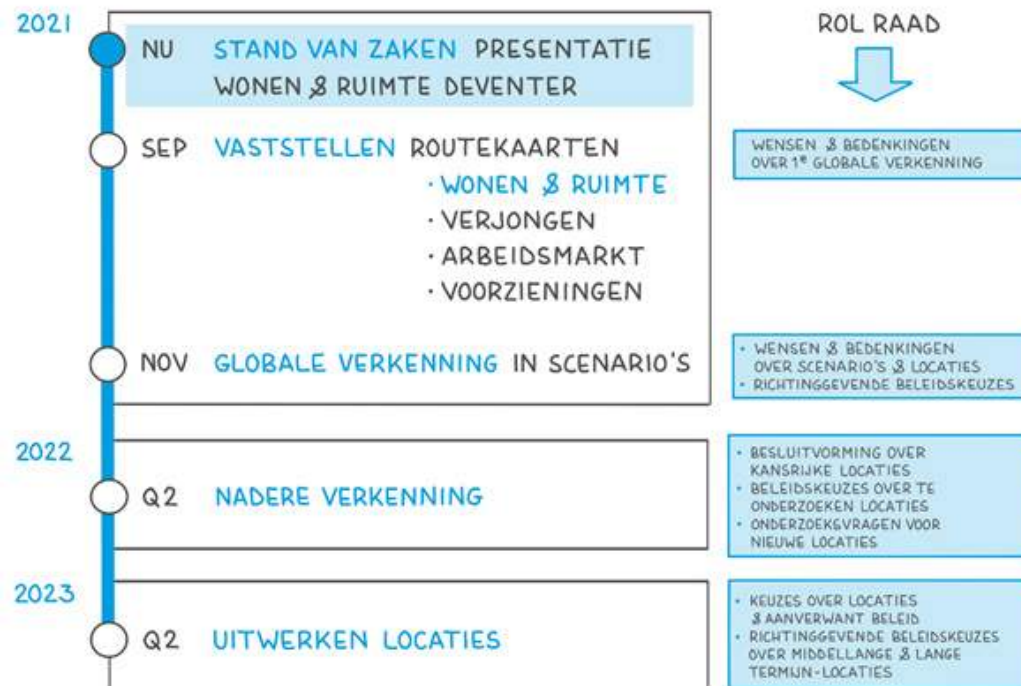 2021
ROL RAAD
NU STAND VAN ZAKEN PRESENTATIE
WONEN & RUIMTE DEVENTER
SEP VASTSTELLEN ROUTEKAARTEN
· WONEN & RUIMTE
· VERJONGEN
· ARBEIDSMARKT
· VOORZIENINGEN
WENSEN & BEDENKINGEN
OVER 1e GLOBALE VERKENNING
NOV GLOBALE VERKENNING IN SCENARIO'S
• WENSEN & BEDENKINGEN
OVER SCENARIO'S & LOCATIES
• RICHTINGGEVENDE BELEIDSKEUZES
2022
Q2 NADERE VERKENNING
• BESLUITVORMING OVER
KANSRIJKE LOCATIES
• BELEIDSKEUZES OVER TE
ONDERZOEKEN LOCATIES
• ONDERZOEKSVRAGEN VOOR
NIEUWE LOCATIES
2023
Q2 UITWERKEN LOCATIES
• KEUZES OVER LOCATIES
& AANVERWANT BELEID
• RICHTINGGEVENDE BELEIDSKEUZES
OVER MIDDELLANGE & LANGE
TERMIJN-LOCATIES